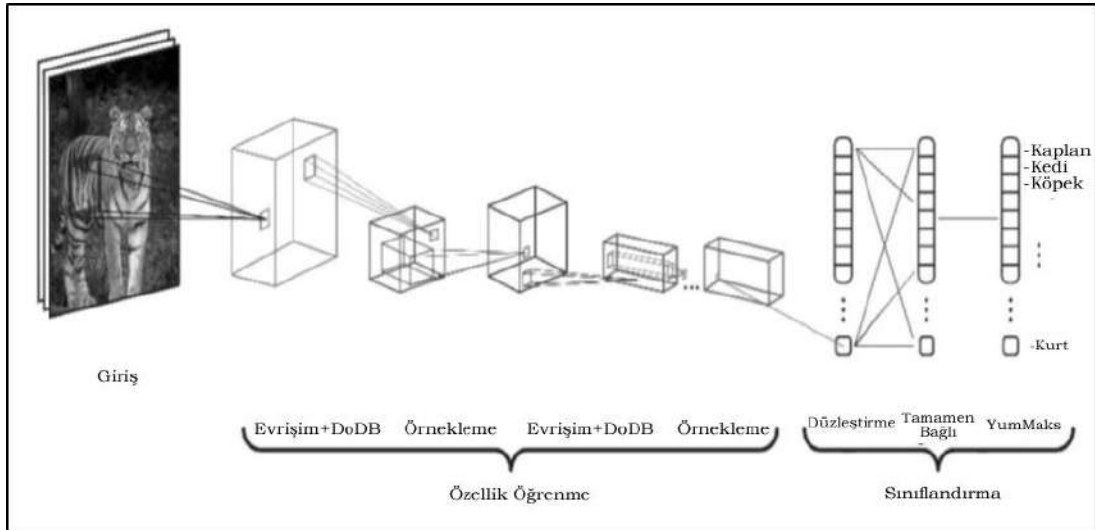 -Kaplan
-Kedi
-Köpek
-Kurt
Giriş
Evrişim+DoDB Örnekleme Evrişim+DoDB Örnekleme
Düzleştirme Tamamen Bağlı YumMaks
Özellik Öğrenme
Sınıflandırma